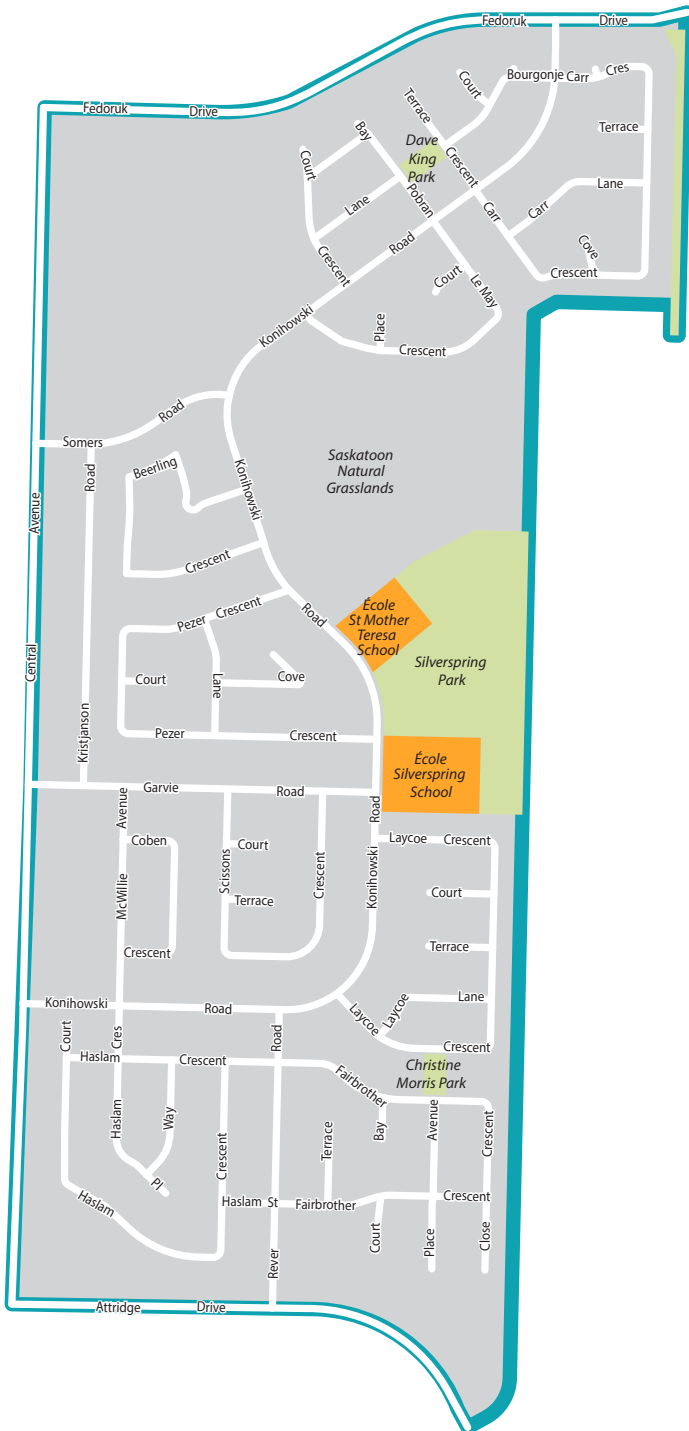 Fedoruk
Drive
Fedoruk
Drive
Court
Bourgonje
Carr
Cres
Terrace
Bay
Dave
King
Park
Terrace
Court
Crescent
Pobran
Lane
Carr
Carr
Lane
Crescent
Road
Cove
Crescent
Court
Le May
Konihowski
Place
Crescent
Somers
Road
Saskatoon
Natural
Grasslands
Road
Beerling
Konihowski
Avenue
Crescent
École
St Mother
Teresa
School
Pezer
Crescent
Road
Silverspring
Park
Central
Court
Lane
Cove
Kristjanson
Pezer
Crescent
École
Silverspring
School
Garvie
Road
Avenue
Road
Coben
Court
Laycoe
Crescent
Scissons
Crescent
Konihowski
McWillie
Terrace
Court
Crescent
Terrace
Konihowski
Road
Laycoe
Laycoe
Lane
Court
Cres
Road
Haslam
Crescent
Crescent
Christine
Morris Park
Fairbrother
Haslam
Way
Bay
Avenue
Crescent
Crescent
Terrace
Pl
Haslam
Haslam St
Fairbrother
Crescent
Court
Place
Close
Rever
Attridge
Drive